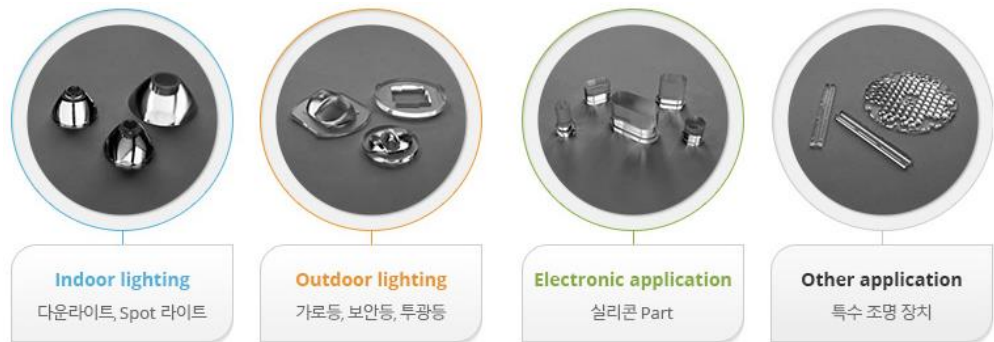 Indoor lighting
다운라이트, Spot 라이트
Outdoor lighting
가로등, 보안등, 투광등
Electronic application
실리콘 Part
Other application
특수 조명 장치